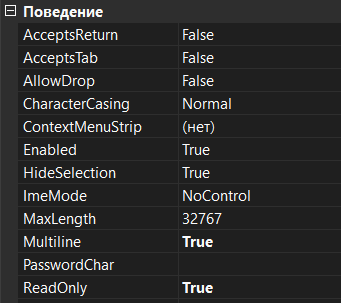 Поведение
AcceptsReturn False
AcceptsTab False
AllowDrop False
CharacterCasing Normal
ContextMenuStrip (нет)
Enabled True
HideSelection True
ImeMode NoControl
MaxLength 32767
Multiline True
PasswordChar
ReadOnly True